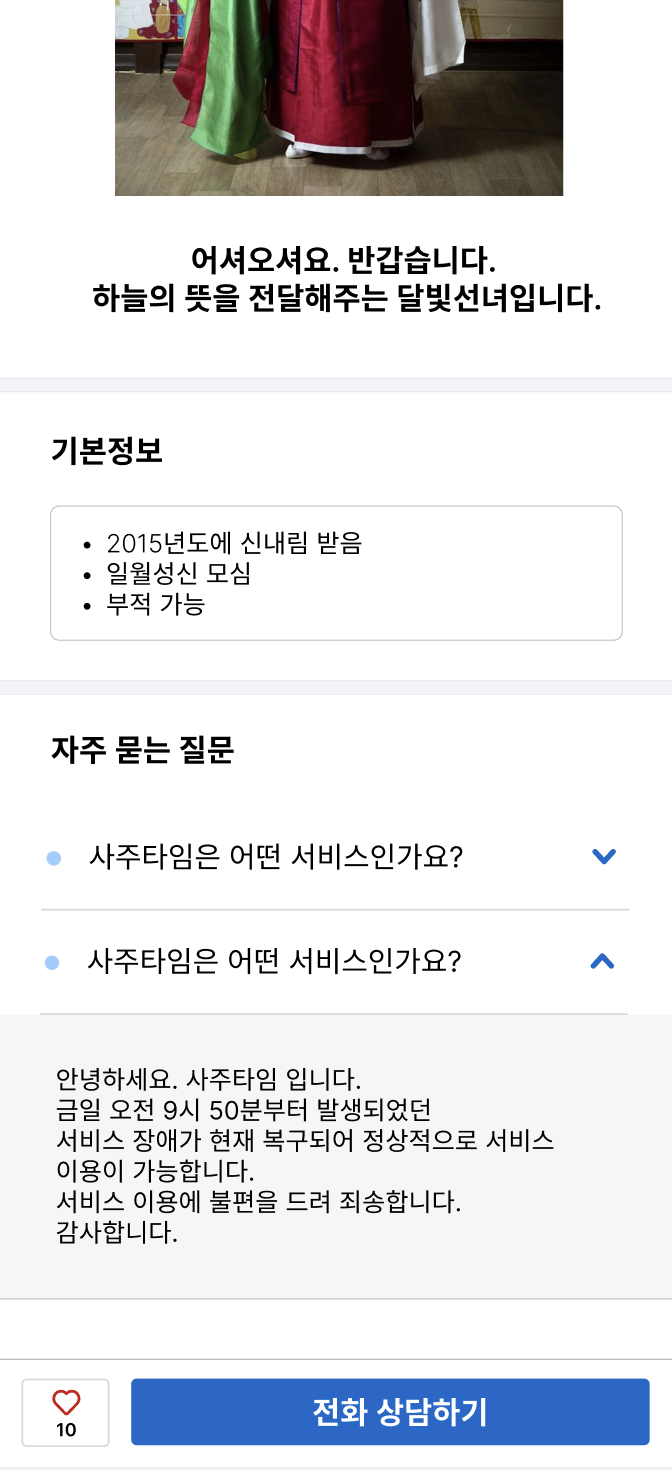 어셔오셔요. 반갑습니다.
하늘의 뜻을 전달해주는 달빛선녀입니다.
기본정보
• 2015년도에 신내림 받음
• 일월성신 모심
• 부적 가능
자주 묻는 질문
사주타임은 어떤 서비스인가요?
사주타임은 어떤 서비스인가요?
안녕하세요. 사주타임 입니다.
금일 오전 9시 50분부터 발생되었던
서비스 장애가 현재 복구되어 정상적으로 서비스
이용이 가능합니다.
서비스 이용에 불편을 드려 죄송합니다.
감사합니다.
10
전화 상담하기